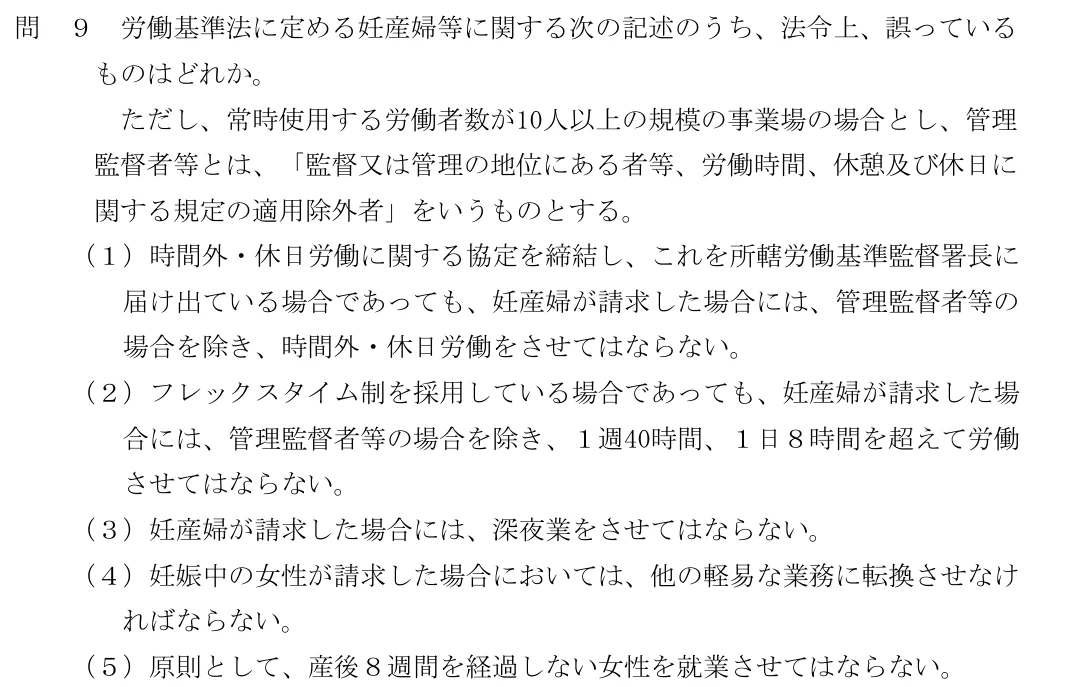 問　９　労働基準法に定める妊産婦等に関する次の記述のうち、法令上、誤っている
ものはどれか。
ただし、常時使用する労働者数が10人以上の規模の事業場の場合とし、管理
監督者等とは、「監督又は管理の地位にある者等、労働時間、休憩及び休日に
関する規定の適用除外者」をいうものとする。
（１）時間外・休日労働に関する協定を締結し、これを所轄労働基準監督署長に
届け出ている場合であっても、妊産婦が請求した場合には、管理監督者等の
場合を除き、時間外・休日労働をさせてはならない。
（２）フレックスタイム制を採用している場合であっても、妊産婦が請求した場
合には、管理監督者等の場合を除き、１週40時間、１日８時間を超えて労働
させてはならない。
（３）妊産婦が請求した場合には、深夜業をさせてはならない。
（４）妊娠中の女性が請求した場合においては、他の軽易な業務に転換させなけ
ればならない。
（５）原則として、産後８週間を経過しない女性を就業させてはならない。